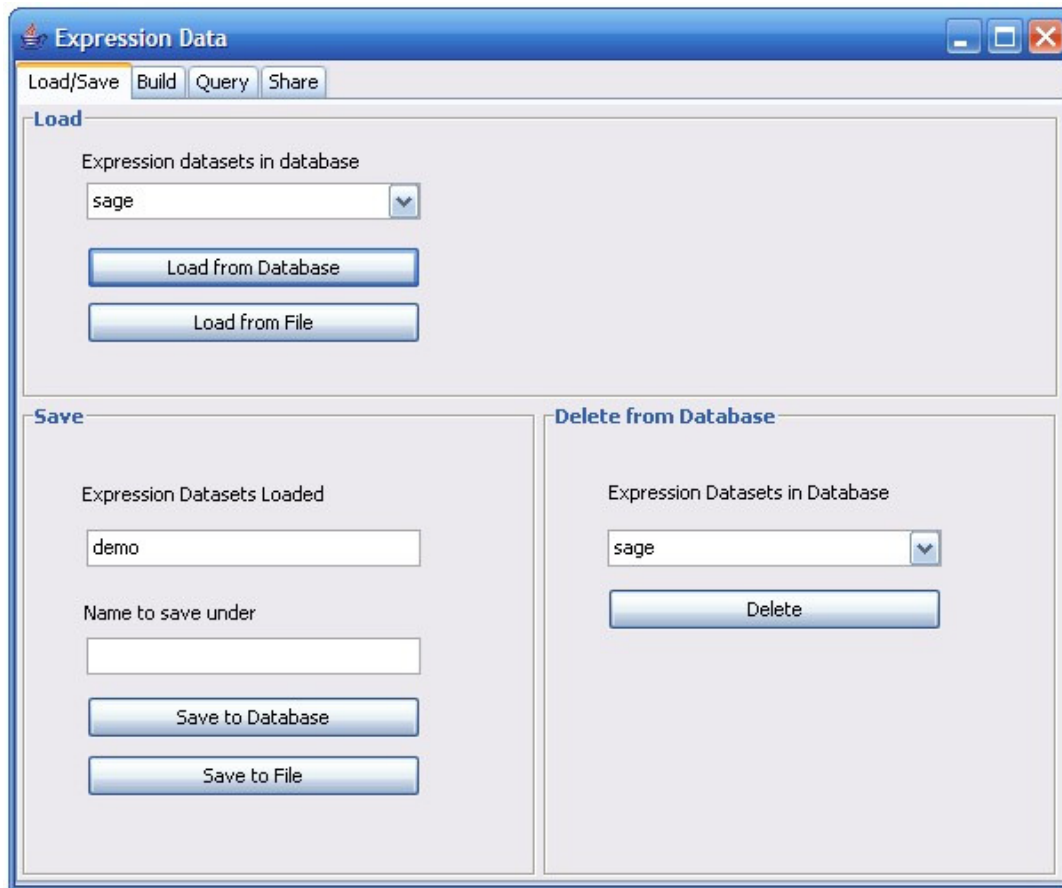 Expression Data
Load/Save Build Query Share
Load
Expression datasets in database
sage
Load from Database
Load from File
Save
Expression Datasets Loaded
demo
Name to save under
Save to Database
Save to File
Delete from Database
Expression Datasets in Database
sage
Delete